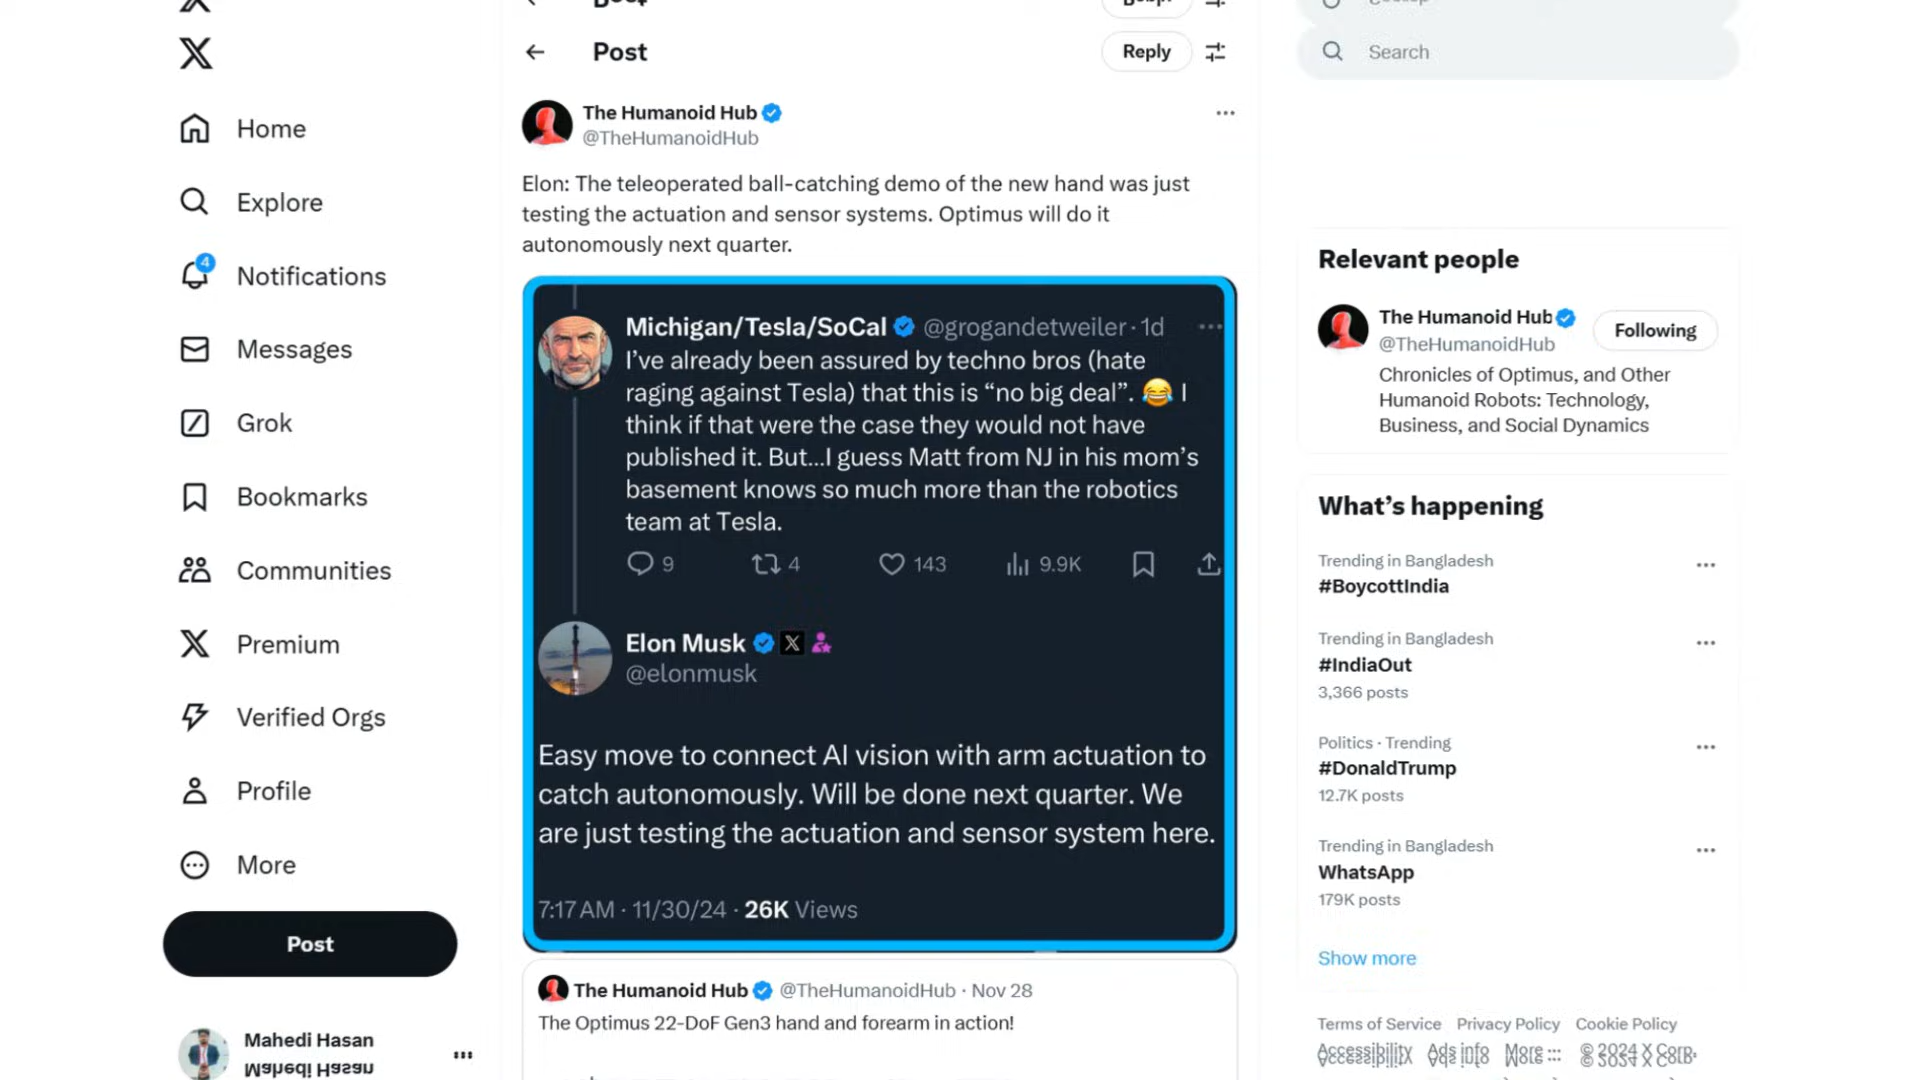 Post
Reply
Search
The Humanoid Hub
@TheHumanoidHub
Elon: The teleoperated ball-catching demo of the new hand was just
testing the actuation and sensor systems. Optimus will do it
autonomously next quarter.
Michigan/Tesla/SoCal @grogandetweiler · 1d
I’ve already been assured by techno bros (hate
raging against Tesla) that this is “no big deal”. 😂 I
think if that were the case they would not have
published it. But...I guess Matt from NJ in his mom’s
basement knows so much more than the robotics
team at Tesla.
9 4 143 9.9K
Elon Musk
@elonmusk
Easy move to connect AI vision with arm actuation to
catch autonomously. Will be done next quarter. We
are just testing the actuation and sensor system here.
7:17 AM · 11/30/24 · 26K Views
The Humanoid Hub @TheHumanoidHub · Nov 28
The Optimus 22-DoF Gen3 hand and forearm in action!
Home
Explore
4
Notifications
Messages
Grok
Bookmarks
Communities
Premium
Verified Orgs
Profile
More
Post
Mahedi Hasan
Relevant people
The Humanoid Hub
@TheHumanoidHub
Following
Chronicles of Optimus, and Other
Humanoid Robots: Technology,
Business, and Social Dynamics
What’s happening
Trending in Bangladesh
#BoycottIndia
Trending in Bangladesh
#IndiaOut
3,366 posts
Politics · Trending
#DonaldTrump
12.7K posts
Trending in Bangladesh
WhatsApp
179K posts
Show more
Terms of Service Privacy Policy Cookie Policy
Accessibility Ads info More ··· © 2024 X Corp.